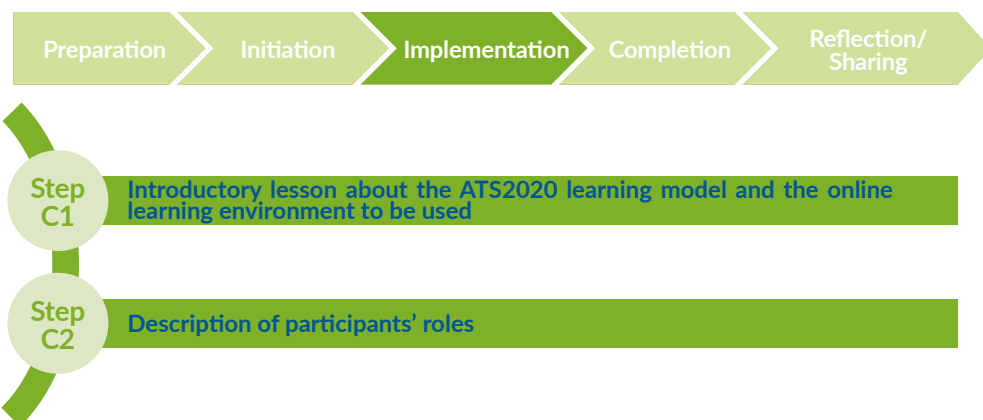 Preparation
Initiation
Implementation
Completion
Reflection/
Sharing
Step
C1
Introductory lesson about the ATS2020 learning model and the online
learning environment to be used
Step
C2
Description of participants’ roles